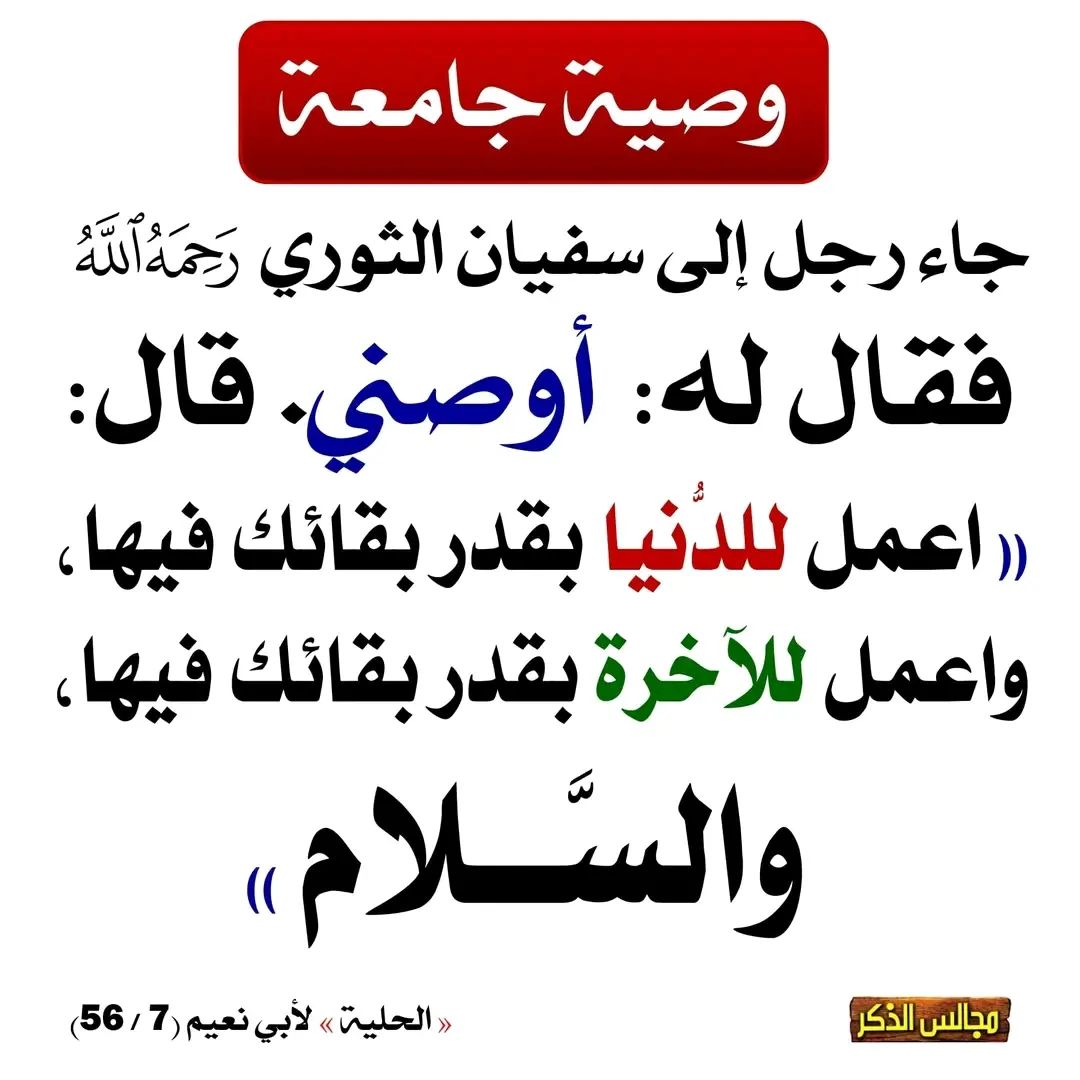 وصية جامعة
جاء رجل إلى سفيان الثوري رَحِمَهُ ٱللَّهُ
فقال له: أوصني. قال:
(( اعمل للدُّنيا بقدر بقائك فيها،
واعمل للآخرة بقدر بقائك فيها،
والسَّـــلام ))
« الحلية » لأبي نعيم (7 / 56)
مجالس الذكر